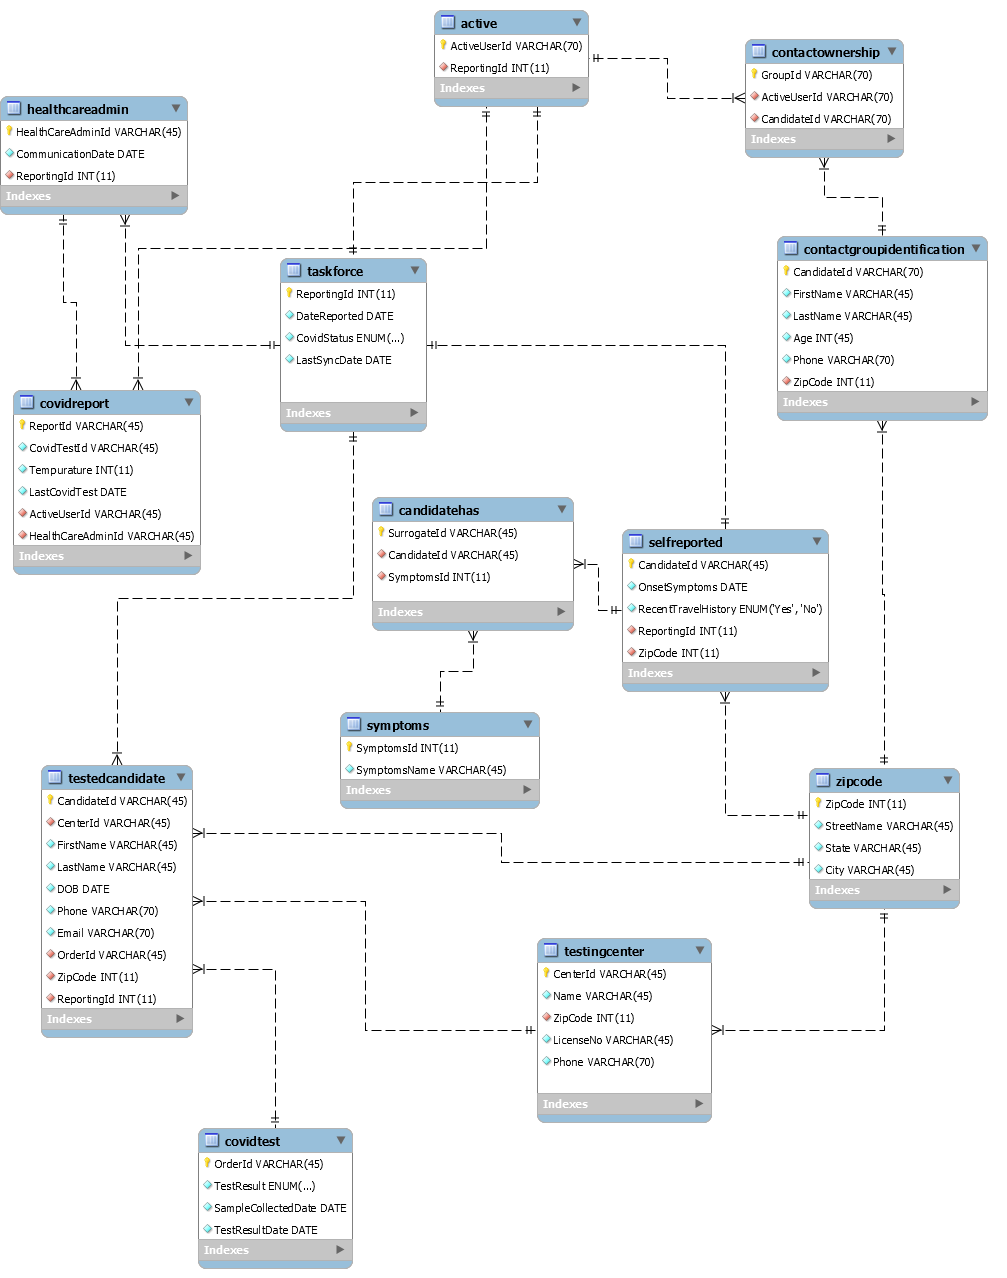 active
ActiveUserId VARCHAR(70)
ReportingId INT(11)
Indexes
contactownership
GroupId VARCHAR(70)
ActiveUserId VARCHAR(70)
CandidateId VARCHAR(70)
Indexes
healthcareadmin
HealthCareAdminId VARCHAR(45)
CommunicationDate DATE
ReportingId INT(11)
Indexes
contactgroupidentification
CandidateId VARCHAR(70)
FirstName VARCHAR(45)
LastName VARCHAR(45)
Age INT(45)
Phone VARCHAR(70)
ZipCode INT(11)
Indexes
taskforce
ReportingId INT(11)
DateReported DATE
CovidStatus ENUM(...)
LastSyncDate DATE
Indexes
covidreport
ReportId VARCHAR(45)
CovidTestId VARCHAR(45)
Tempurature INT(11)
LastCovidTest DATE
ActiveUserId VARCHAR(45)
HealthCareAdminId VARCHAR(45)
Indexes
candidatehas
SurrogateId VARCHAR(45)
CandidateId VARCHAR(45)
SymptomsId INT(11)
Indexes
selfreported
CandidateId VARCHAR(45)
OnsetSymptoms DATE
RecentTravelHistory ENUM('Yes', 'No')
ReportingId INT(11)
ZipCode INT(11)
Indexes
symptoms
SymptomsId INT(11)
SymptomsName VARCHAR(45)
Indexes
testedcandidate
CandidateId VARCHAR(45)
CenterId VARCHAR(45)
FirstName VARCHAR(45)
LastName VARCHAR(45)
DOB DATE
Phone VARCHAR(70)
Email VARCHAR(70)
OrderId VARCHAR(45)
ZipCode INT(11)
ReportingId INT(11)
Indexes
zipcode
ZipCode INT(11)
StreetName VARCHAR(45)
State VARCHAR(45)
City VARCHAR(45)
Indexes
testingcenter
CenterId VARCHAR(45)
Name VARCHAR(45)
ZipCode INT(11)
LicenseNo VARCHAR(45)
Phone VARCHAR(70)
Indexes
covidtest
OrderId VARCHAR(45)
TestResult ENUM(...)
SampleCollectedDate DATE
TestResultDate DATE
Indexes